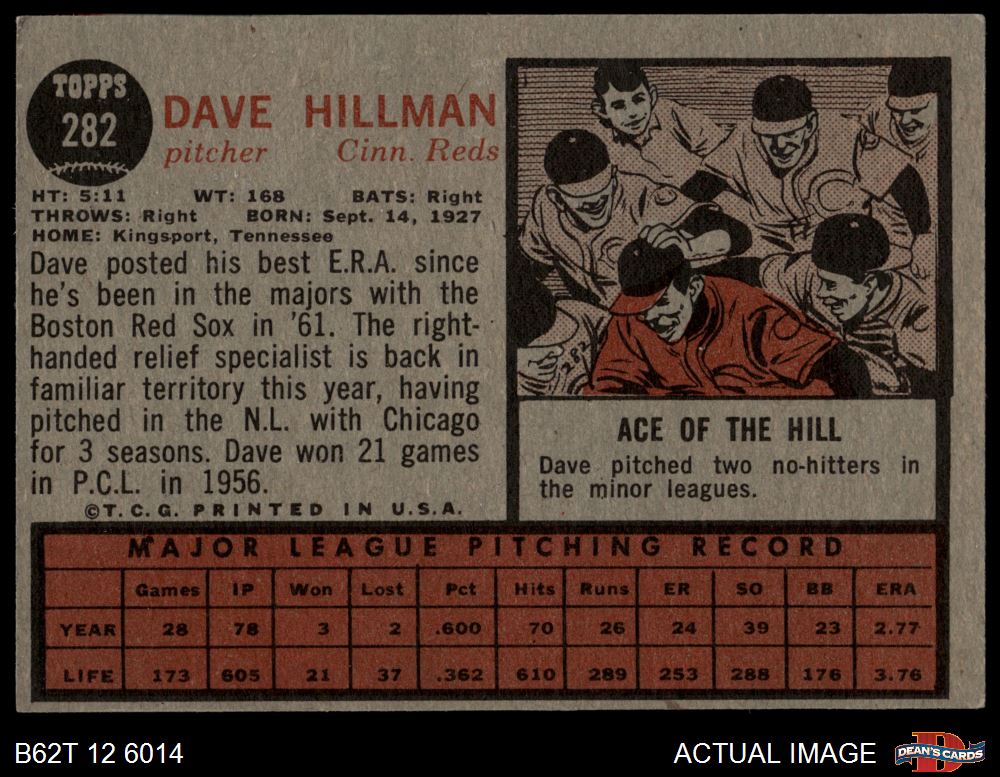 TOPPS
282
DAVE HILLMAN
pitcher Cinn. Reds
HT: 5:11 WT: 168 BATS: Right
THROWS: Right BORN: Sept. 14, 1927
HOME: Kingsport, Tennessee
Dave posted his best E.R.A. since
he's been in the majors with the
Boston Red Sox in '61. The right-
handed relief specialist is back in
familiar territory this year, having
pitched in the N.L. with Chicago
for 3 seasons. Dave won 21 games
in P.C.L. in 1956.
©T.C.G. PRINTED IN U.S.A.
282
ACE OF THE HILL
Dave pitched two no-hitters in
the minor leagues.
MAJOR LEAGUE PITCHING RECORD
Games IP Won Lost Pct Hits Runs ER SO BB ERA
YEAR 28 78 3 2 .600 70 26 24 39 23 2.77
LIFE 173 605 21 37 .362 610 289 253 288 176 3.76
B62T 12 6014
ACTUAL IMAGE
DEAN'S CARDS